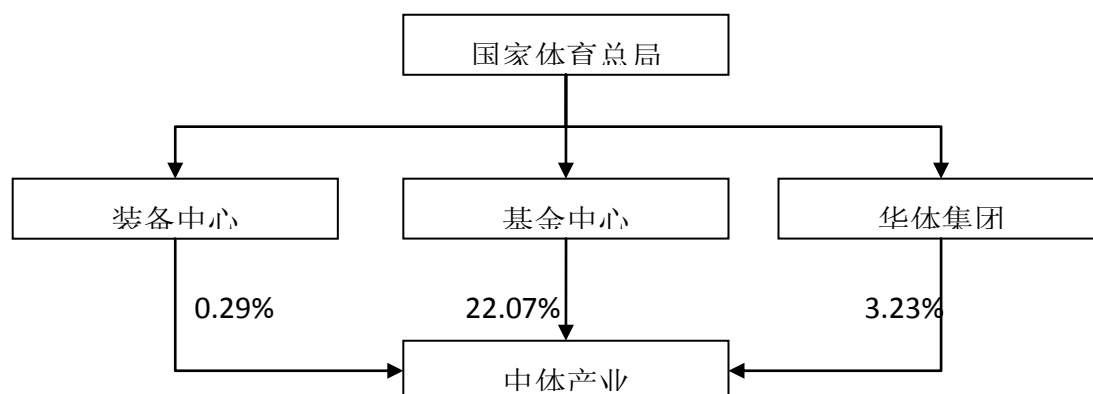 国家体育总局
装备中心
基金中心
华体集团
0.29%
22.07%
3.23%
中体产业